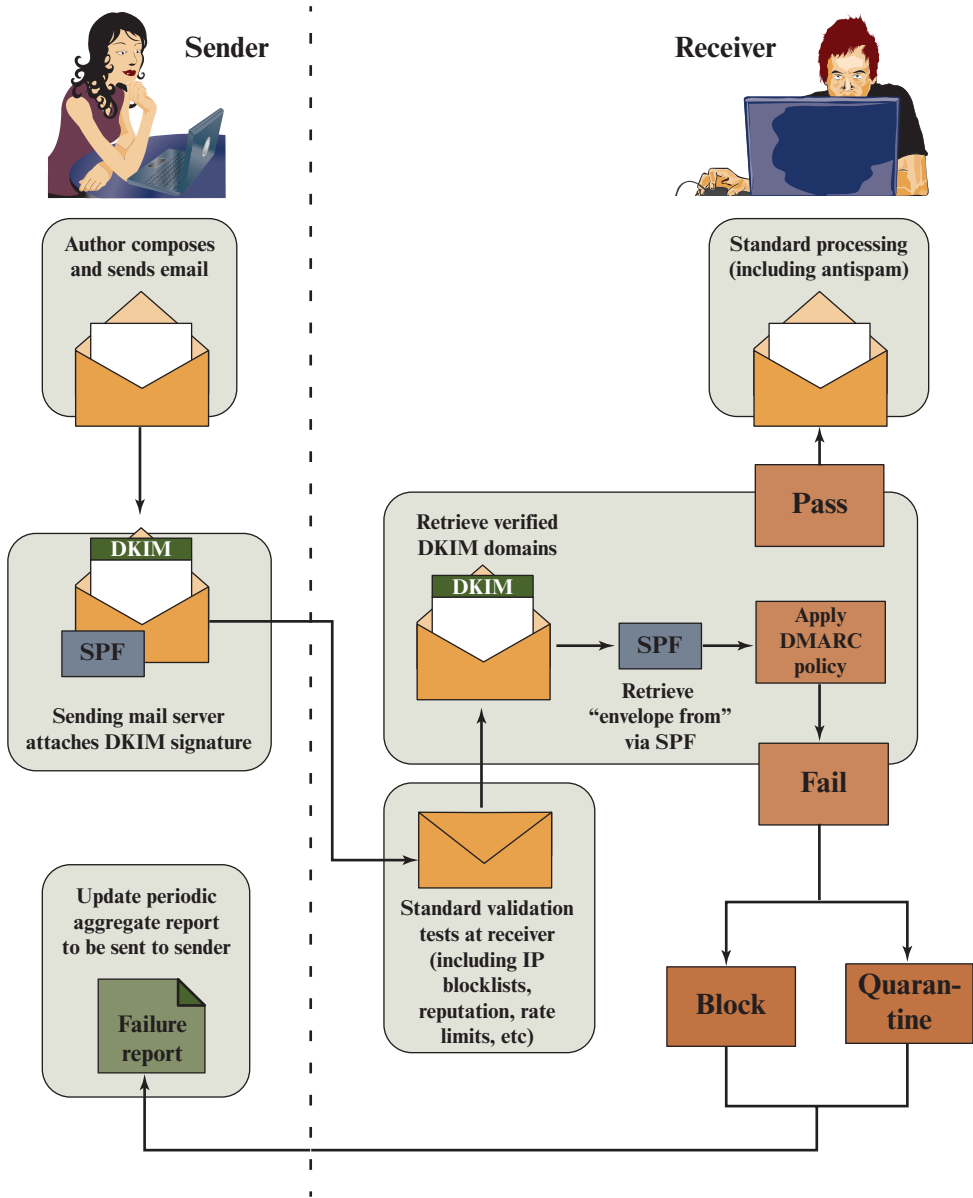 Sender
Receiver
Author composes
and sends email
Standard processing
(including antispam)
Pass
DKIM
SPF
Sending mail server
attaches DKIM signature
Retrieve verified
DKIM domains
DKIM
SPF
Retrieve
“envelope from”
via SPF
Apply
DMARC
policy
Fail
Standard validation
tests at receiver
(including IP
blocklists,
reputation, rate
limits, etc)
Block
Quaran-
tine
Update periodic
aggregate report
to be sent to sender
Failure
report